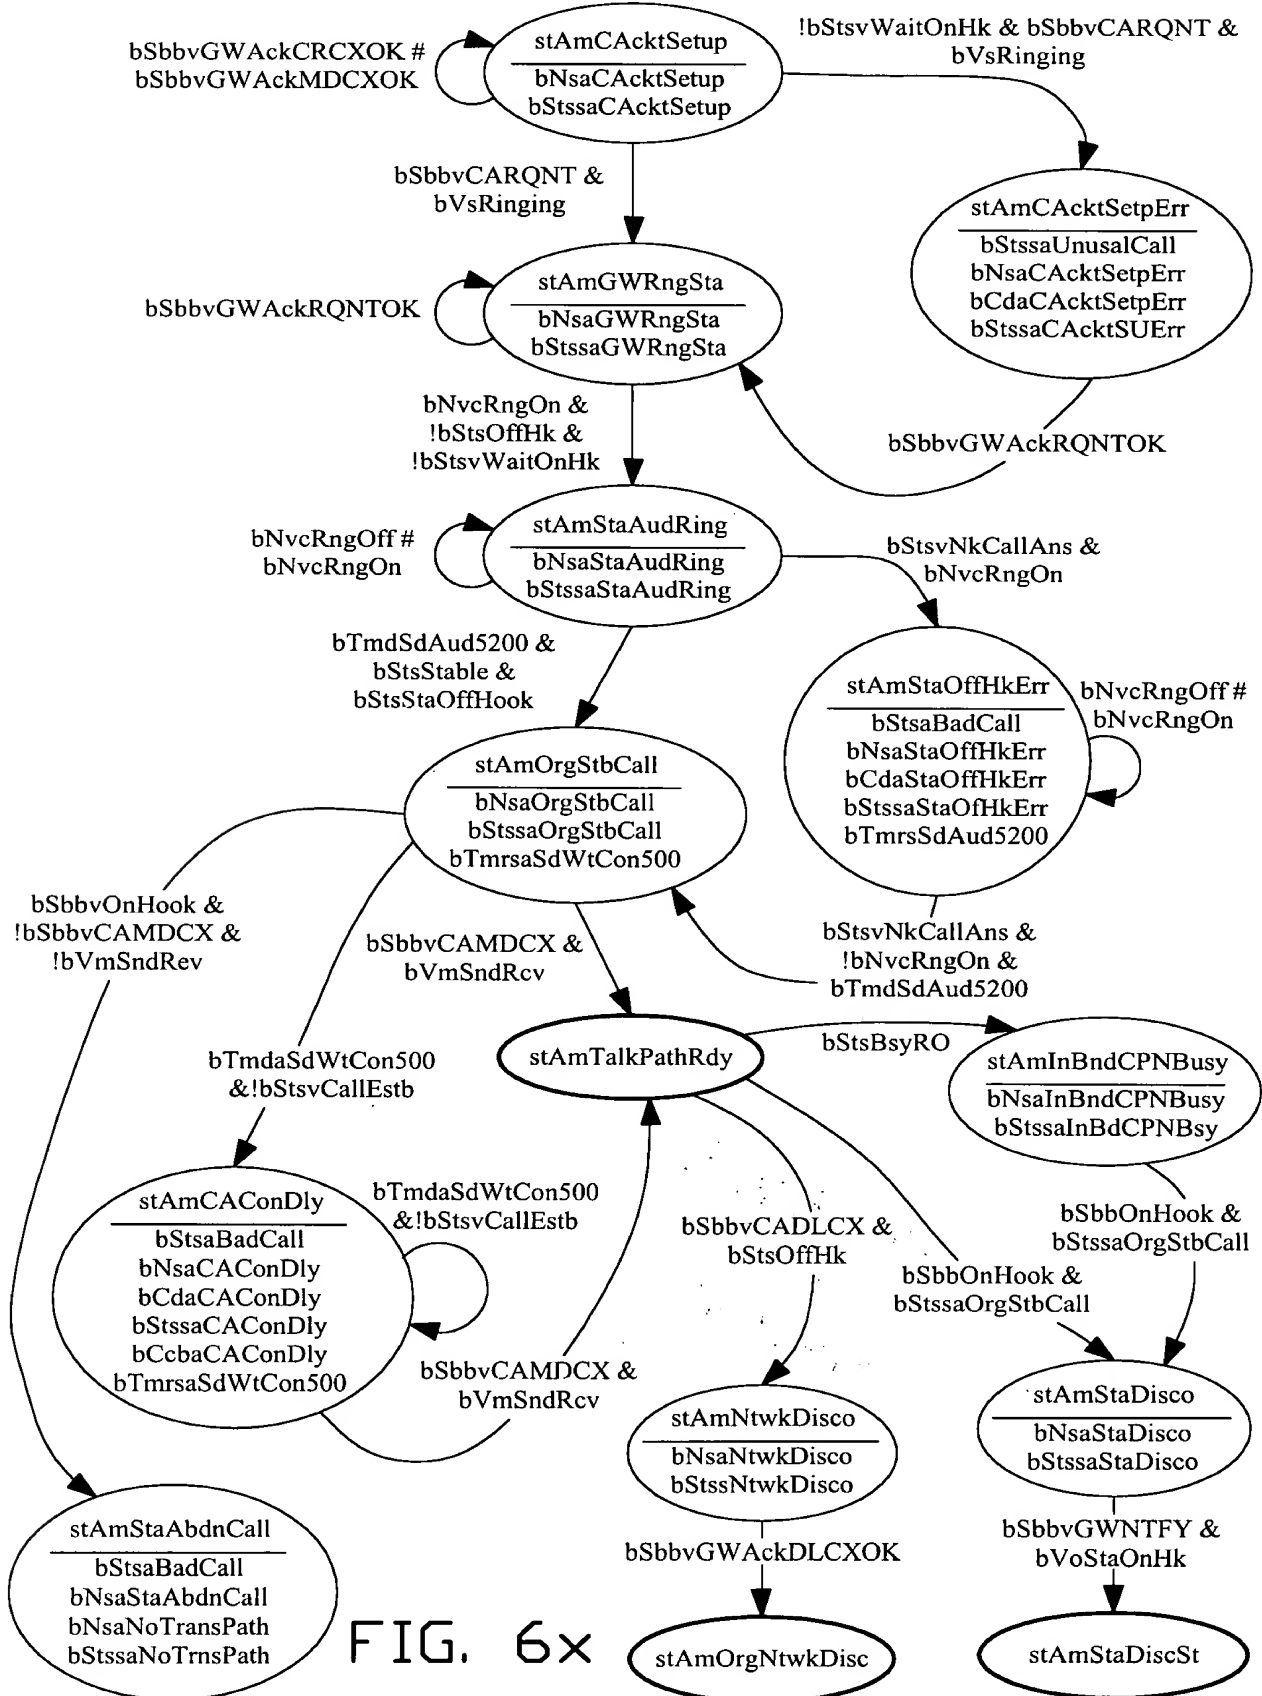 bSbbvGWAckCRCXOK #
bSbbvGWAckMDCXOK
stAmCAcktSetup
bNsaCAcktSetup
bStssaCAcktSetup
!bStsvWaitOnHk & bSbbvCARQNT &
bVsRinging
bSbbvCARQNT &
bVsRinging
stAmCAcktSetpErr
bStssaUnusalCall
bNsaCAcktSetpErr
bCdaCAcktSetpErr
bStssaCAcktSUErr
bSbbvGWAckRQNTOK
stAmGWRngSta
bNsaGWRngSta
bStssaGWRngSta
bNvcRngOn &
!bStsOffHk &
!bStsvWaitOnHk
bSbbvGWAckRQNTOK
bNvcRngOff #
bNvcRngOn
stAmStaAudRing
bNsaStaAudRing
bStssaStaAudRing
bStsvNkCallAns &
bNvcRngOn
bTmdSdAud5200 &
bStsStable &
bStsStaOffHook
stAmStaOffHkErr
bStsaBadCall
bNsaStaOffHkErr
bCdaStaOffHkErr
bStssaStaOfHkErr
bTmrsSdAud5200
bNvcRngOff #
bNvcRngOn
stAmOrgStbCall
bNsaOrgStbCall
bStssaOrgStbCall
bTmrsaSdWtCon500
bSbbvOnHook &
!bSbbvCAMDCX &
!bVmSndRev
bSbbvCAMDCX &
bVmSndRcv
bStsvNkCallAns &
!bNvcRngOn &
bTmdSdAud5200
bTmdaSdWtCon500
&!bStsvCallEstb
stAmTalkPathRdy
bStsBsyRO
stAmInBndCPNBusy
bNsaInBndCPNBusy
bStssaInBdCPNBsy
stAmCAConDly
bStsaBadCall
bNsaCAConDly
bCdaCAConDly
bStssaCAConDly
bCcbaCAConDly
bTmrsaSdWtCon500
bTmdaSdWtCon500
&!bStsvCallEstb
bSbbvCADLCX &
bStsOffHk
bSbbOnHook &
bStssaOrgStbCall
bSbbOnHook &
bStssaOrgStbCall
bSbbvCAMDCX &
bVmSndRcv
stAmNtwkDisco
bNsaNtwkDisco
bStssNtwkDisco
stAmStaDisco
bNsaStaDisco
bStssaStaDisco
stAmStaAbdnCall
bStsaBadCall
bNsaStaAbdnCall
bNsaNoTransPath
bStssaNoTrnsPath
bSbbvGWAckDLCXOK
bSbbvGWNTFY &
bVoStaOnHk
FIG. 6x
stAmOrgNtwkDisc
stAmStaDiscSt